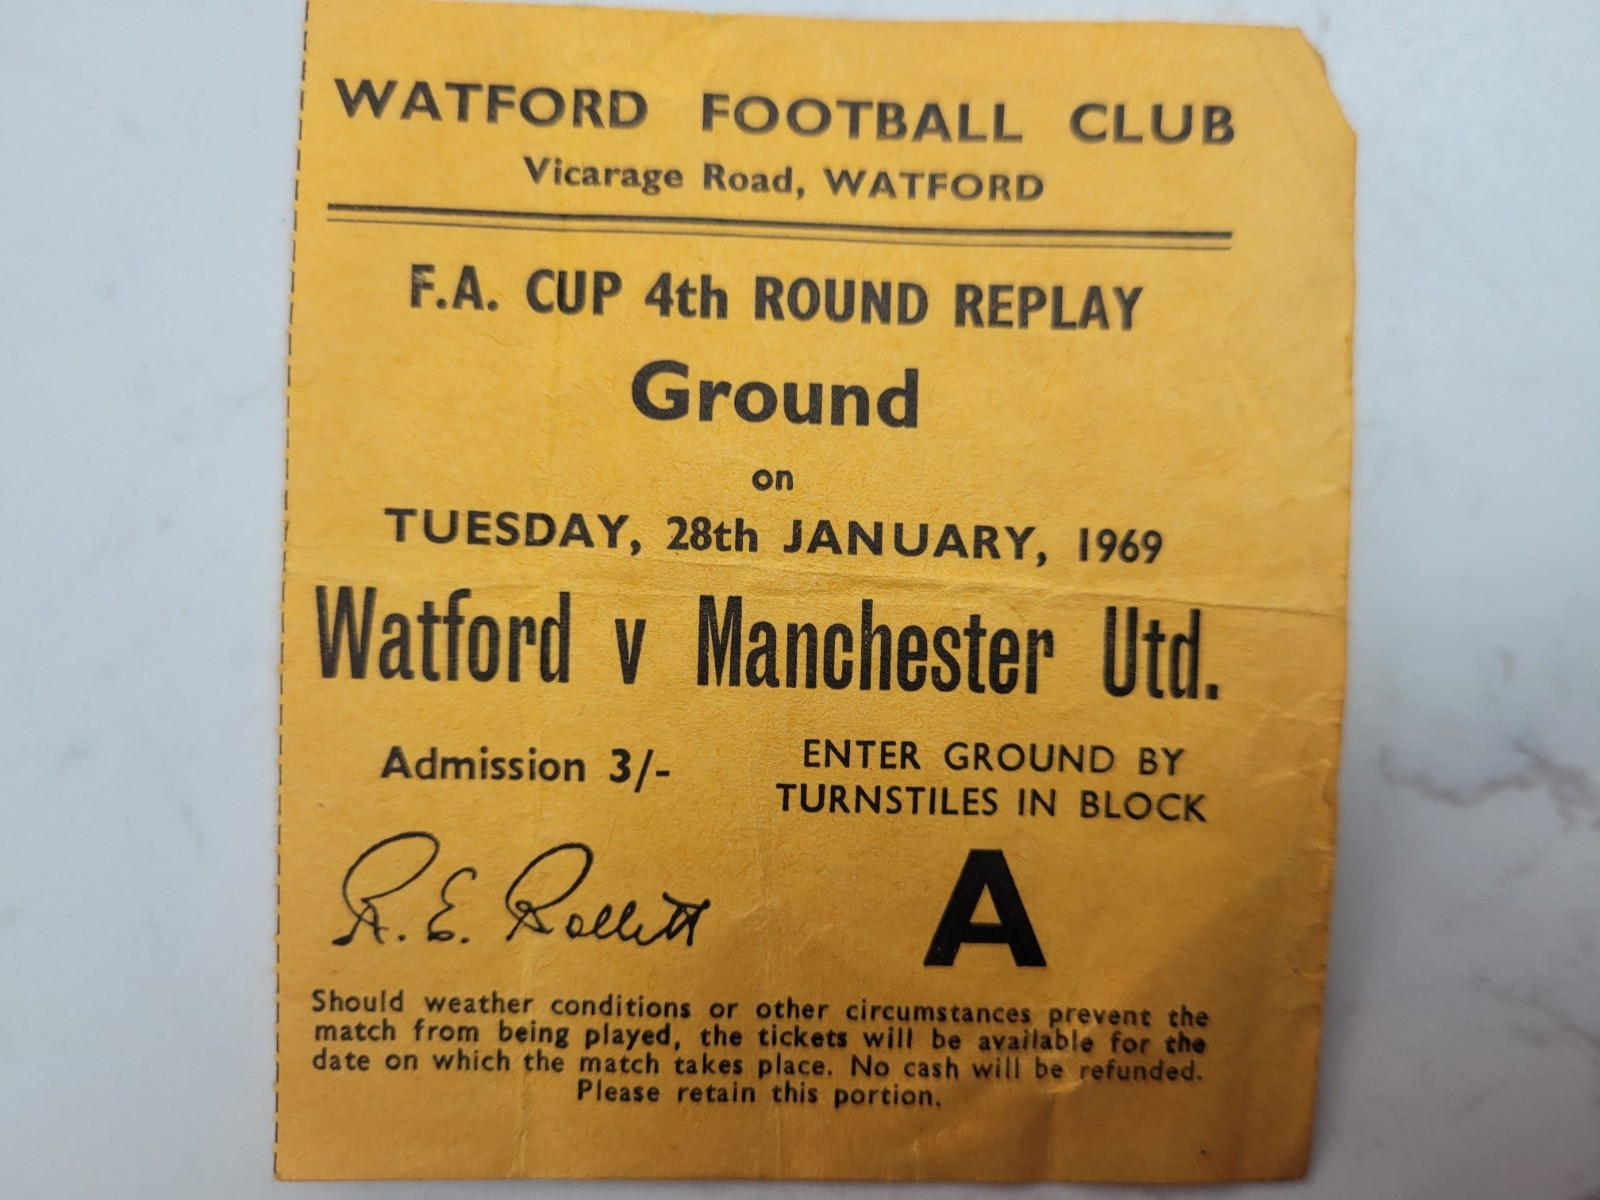 WATFORD FOOTBALL CLUB
Vicarage Road, WATFORD
F.A. CUP 4th ROUND REPLAY
Ground
on
TUESDAY, 28th JANUARY, 1969
Watford v Manchester Utd.
Admission 3/-
ENTER GROUND BY
TURNSTILES IN BLOCK
A
R. E. Rollitt
Should weather conditions or other circumstances prevent the
match from being played, the tickets will be available for the
date on which the match takes place. No cash will be refunded.
Please retain this portion.